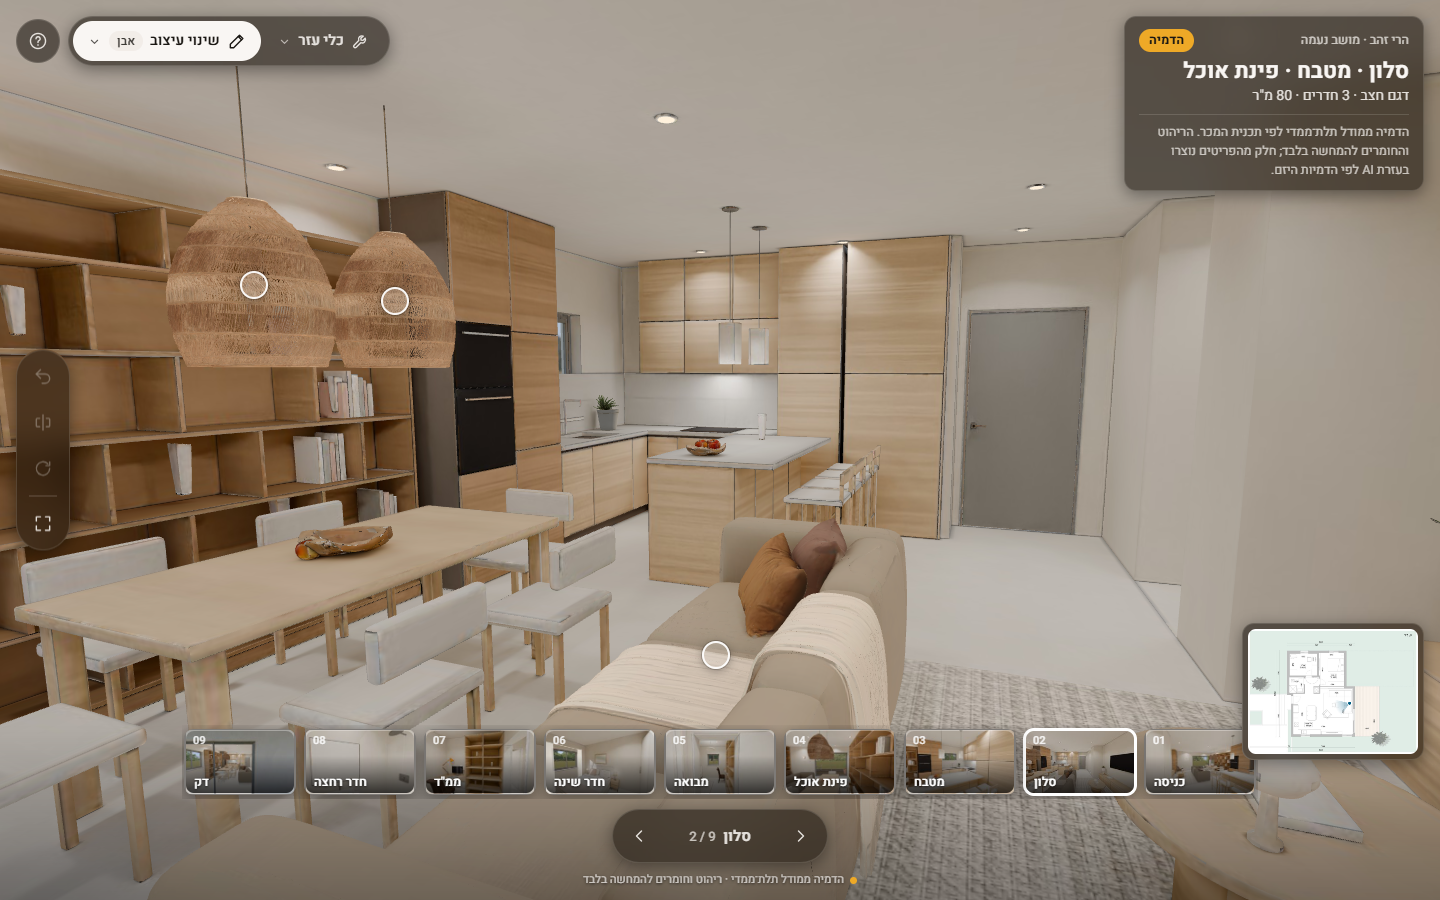 כלי עזר
שינוי עיצוב
אבן
הרי זהב · מושב נעמה
הדמיה
סלון · מטבח · פינת אוכל
דגם חצב · 3 חדרים · 80 מ"ר
הדמיה ממודל תלת־ממדי לפי תכנית המכר. הריהוט
והחומרים להמחשה בלבד; חלק מהפריטים נוצרו
בעזרת AI לפי הדמיות היזם.
01
כניסה
02
סלון
03
מטבח
04
פינת אוכל
05
מבואה
06
חדר שינה
07
ממ"ד
08
חדר רחצה
09
דק
סלון 2 / 9
הדמיה ממודל תלת־ממדי · ריהוט וחומרים להמחשה בלבד